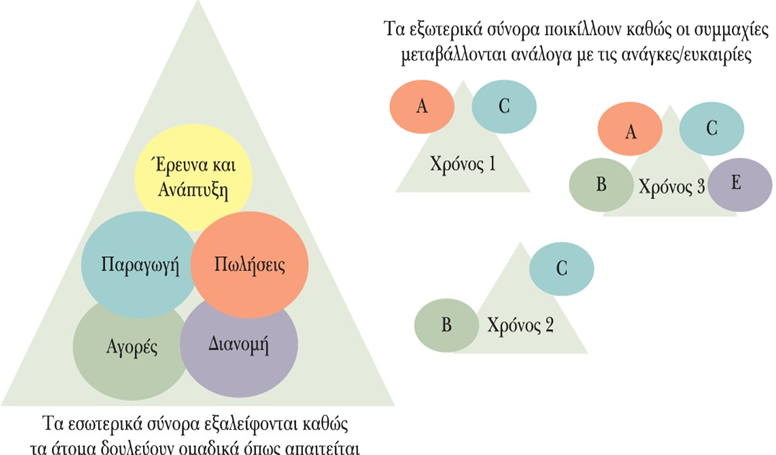 Έρευνα και
Ανάπτυξη
Παραγωγή
Πωλήσεις
Αγορές
Διανομή
Τα εσωτερικά σύνορα εξαλείφονται καθώς
τα άτομα δουλεύουν ομαδικά όπως απαιτείται
Τα εξωτερικά σύνορα ποικίλλουν καθώς οι συμμαχίες
μεταβάλλονται ανάλογα με τις ανάγκες/ευκαιρίες
A
C
Χρόνος 1
A
C
B
Χρόνος 3
E
C
B
Χρόνος 2